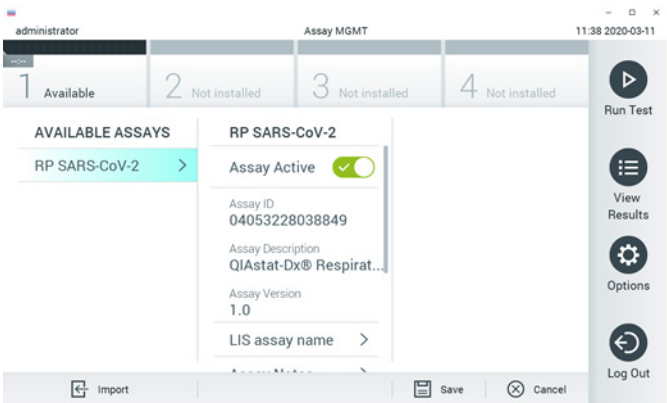 administrator
Assay MGMT
11:38 2020-03-11
1 Available
2 Not installed
3 Not installed
4 Not installed
Run Test
AVAILABLE ASSAYS
RP SARS-CoV-2
RP SARS-CoV-2
Assay Active
Assay ID
04053228038849
Assay Description
QIAstat-Dx® Respirat...
Assay Version
1.0
LIS assay name
Assay Notes
View
Results
Options
Log Out
Import
Save
Cancel